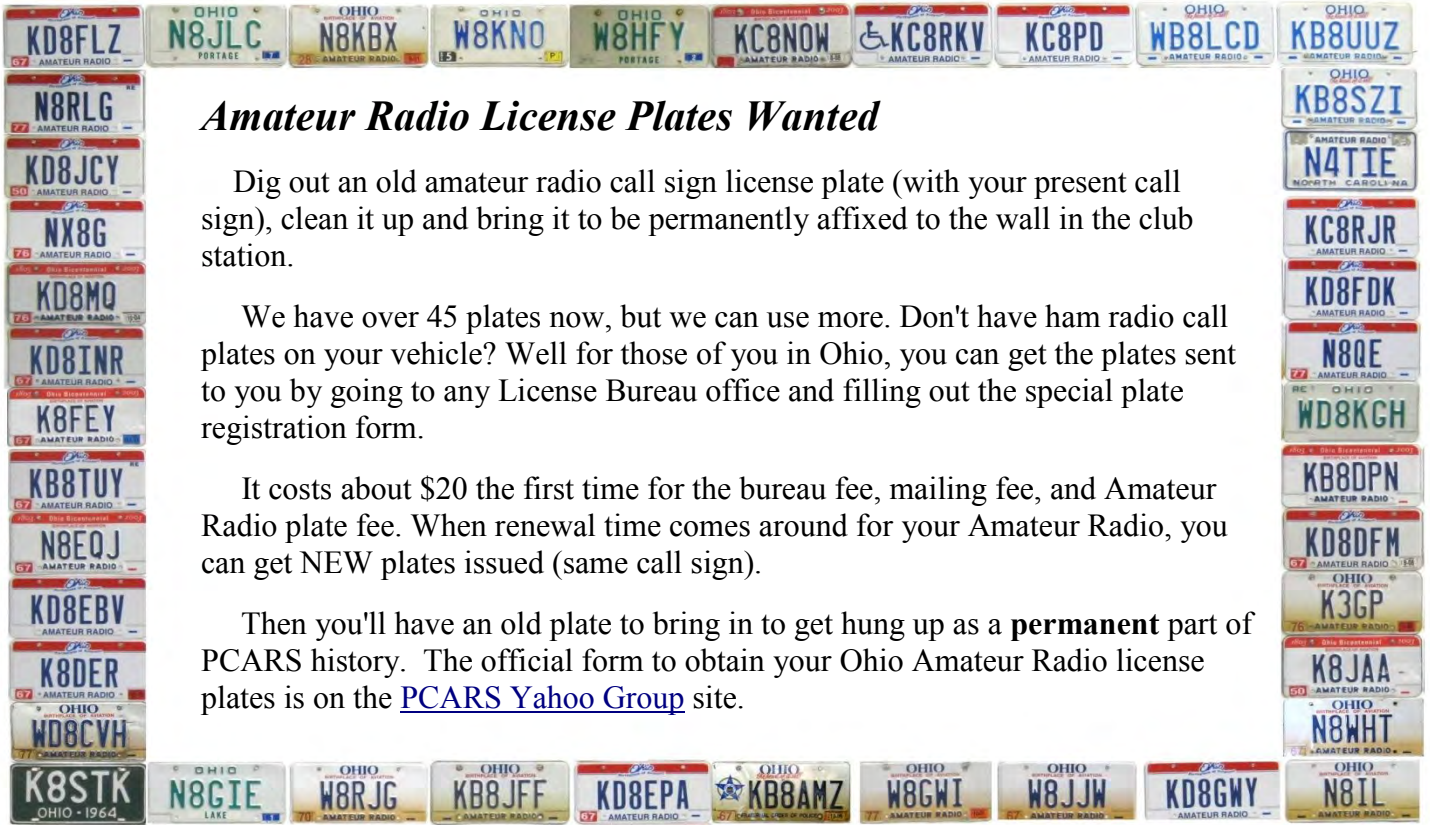 KD8FLZ N8JLC N8KBX W8KNO W8HFY KC8NOW KC8RKV KC8PD WB8LCD KB8UUZ
N8RLG
KD8JCY
NX8G
KD8MQ
KD8INR
K8FEY
KB8TUY
N8EQJ
KD8EBV
K8DER
WD8CVH
Amateur Radio License Plates Wanted
Dig out an old amateur radio call sign license plate (with your present call
sign), clean it up and bring it to be permanently affixed to the wall in the club
station.
We have over 45 plates now, but we can use more. Don't have ham radio call
plates on your vehicle? Well for those of you in Ohio, you can get the plates sent
to you by going to any License Bureau office and filling out the special plate
registration form.
It costs about $20 the first time for the bureau fee, mailing fee, and Amateur
Radio plate fee. When renewal time comes around for your Amateur Radio, you
can get NEW plates issued (same call sign).
Then you'll have an old plate to bring in to get hung up as a permanent part of
PCARS history. The official form to obtain your Ohio Amateur Radio license
plates is on the PCARS Yahoo Group site.
KB8SZI
AMATEUR RADIO
N4TIE
NORTH CAROLINA
KC8RJR
KD8FDK
N8QE
WD8KGH
KB8DPN
KD8DFM
K3GP
K8JAA
N8WHT
K8STK N8GIE W8RJG KB8JFF KD8EPA KB8AMZ W8GWI W8JJW KD8GWY N8IL
OHIO - 1964 LAKE